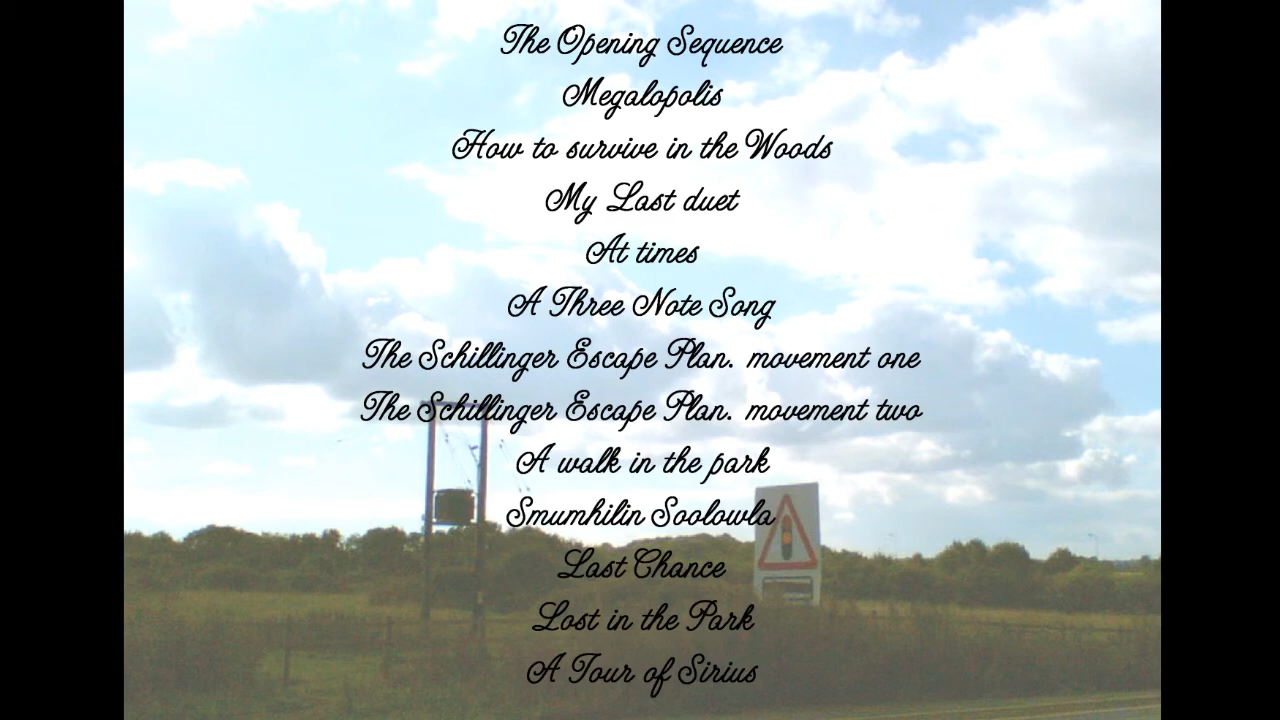 The Opening Sequence
Megalopolis
How to survive in the Woods
My Last duet
At times
A Three Note Song
The Schillinger Escape Plan. movement one
The Schillinger Escape Plan. movement two
A walk in the park
Smumhilin Soolowla
Last Chance
Lost in the Park
A Tour of Sirius